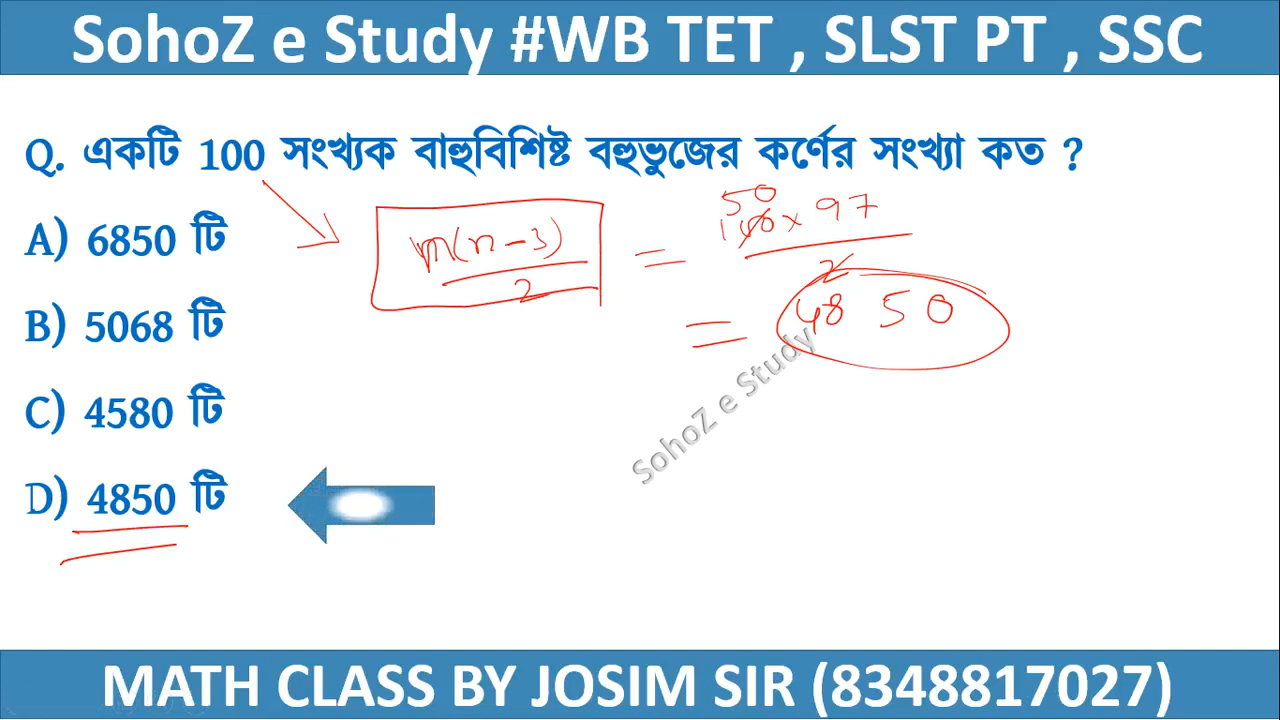 SohoZ e Study #WB TET , SLST PT , SSC
Q. একটি 100 সংখ্যক বাহুবিশিষ্ট বহুভুজের কর্ণের সংখ্যা কত ?
A) 6850 টি
B) 5068 টি
C) 4580 টি
D) 4850 টি
n(n-3)
2
=
50
100 x 97
2
= 4850
SohoZ e Study
MATH CLASS BY JOSIM SIR (8348817027)